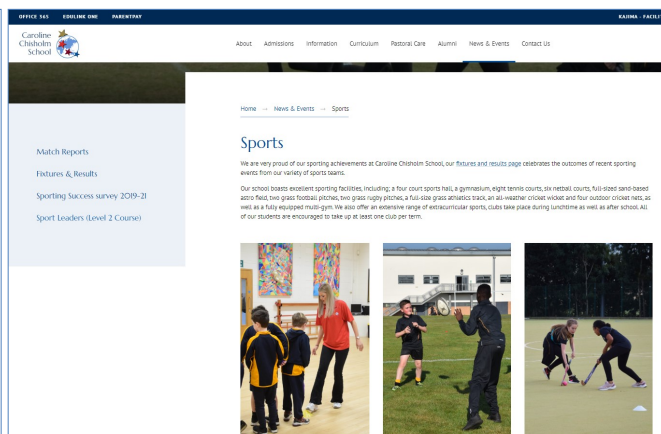 OFFICE 365 EDULINK ONE PARENTPAY KAJIMA - FACILIT
Caroline
Chisholm
School
About Admissions Information Curriculum Pastoral Care Alumni News & Events Contact Us
Home → News & Events → Sports
Match Reports
Fixtures & Results
Sporting Success survey 2019-21
Sport Leaders (Level 2 Course)
Sports
We are very proud of our sporting achievements at Caroline Chisholm School, our fixtures and results page celebrates the outcomes of recent sporting
events from our variety of sports teams.
Our school boasts excellent sporting facilities, including; a four court sports hall, a gymnasium, eight tennis courts, six netball courts, full-sized sand-based
astro field, two grass football pitches, two grass rugby pitches, a full-size grass athletics track, an all-weather cricket wicket and four outdoor cricket nets, as
well as a fully equipped multi-gym. We also offer an extensive range of extracurricular sports, clubs take place during lunchtime as well as after school. All
of our students are encouraged to take up at least one club per term.